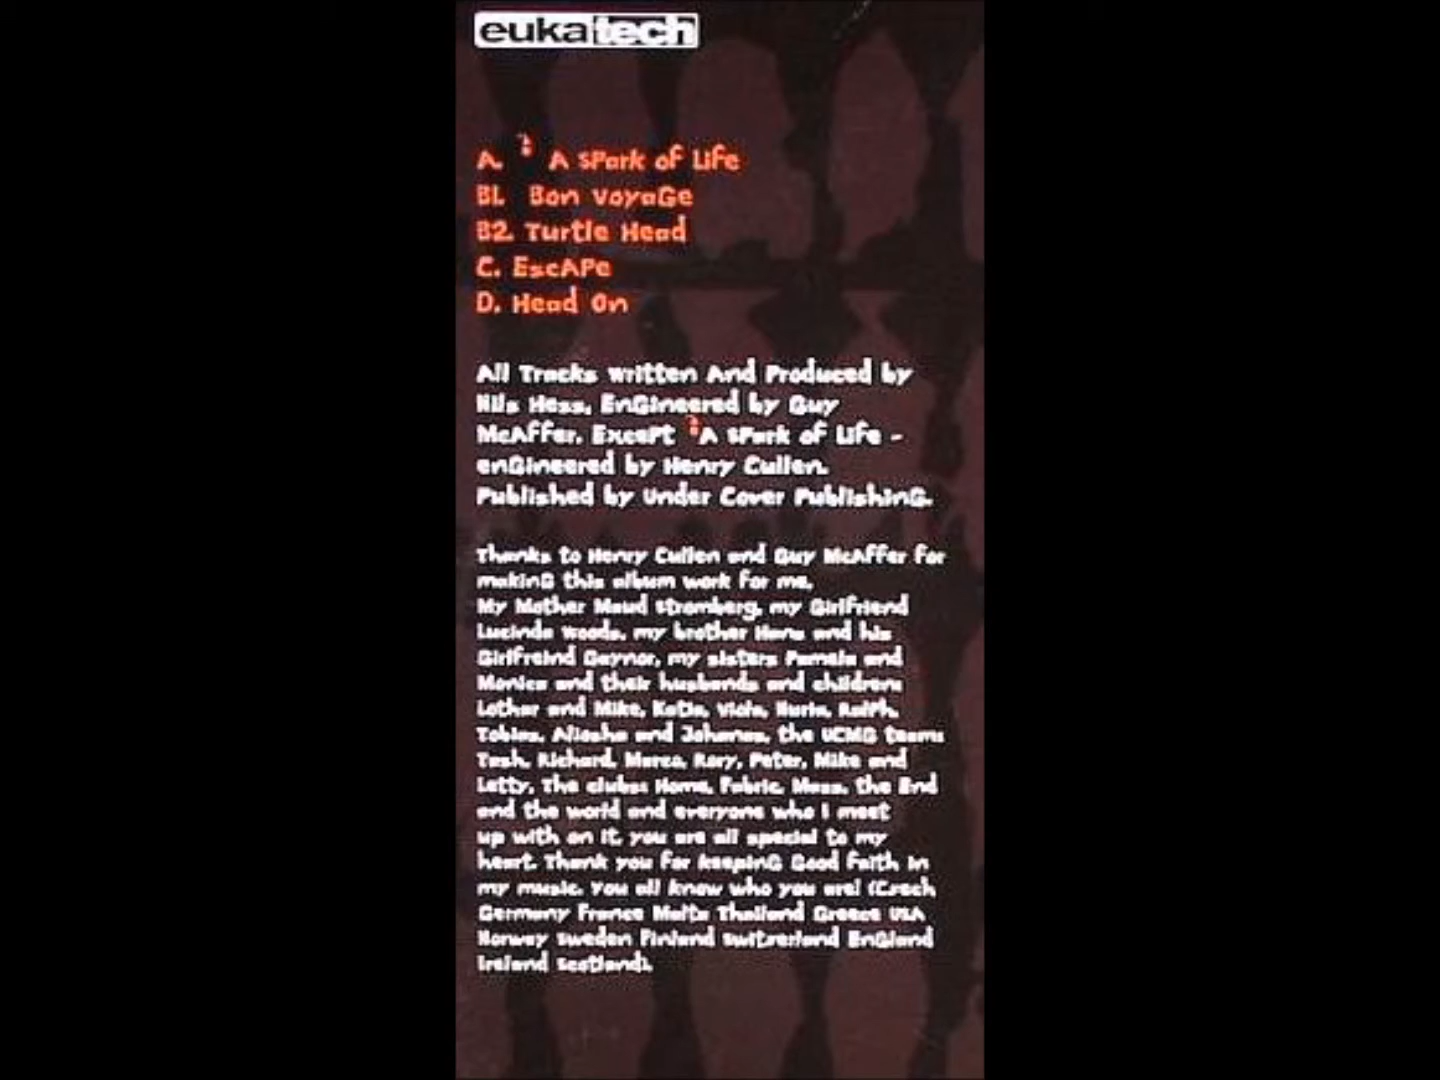 eukatech
A. A Spark of Life
B1. Bon Voyage
B2. Turtle Head
C. Escape
D. Head On
All Tracks written And Produced by
Nils Hess, Engineered by Guy
McAffer. Except A Spark of Life -
engineered by Henry Cullen.
Published by Under Cover Publishing.
Thanks to Henry Cullen and Guy McAffer for
making this album work for me,
My Mother Maud Stromberg, my Girlfriend
Lucinda Woods, my brother Hans and his
Girlfreind Gaynor, my sisters Pamela and
Monica and their husbands and children:
Lothar and Mike, Katja, Viola, Ralph,
Tobias, and the UCMG team:
Tash, Richard, Marco, Rory, Peter, Mike and
Letty, The clubs: Home, Fabric, Mass, the End
and the world and everyone who I meet
up with on it, you are all special to my
heart. Thank you for keeping Good faith in
my music. You all know who you are! (Czech
Germany France Malta Thailand Greece USA
Norway Sweden Finland Switzerland England
Ireland Scotland).